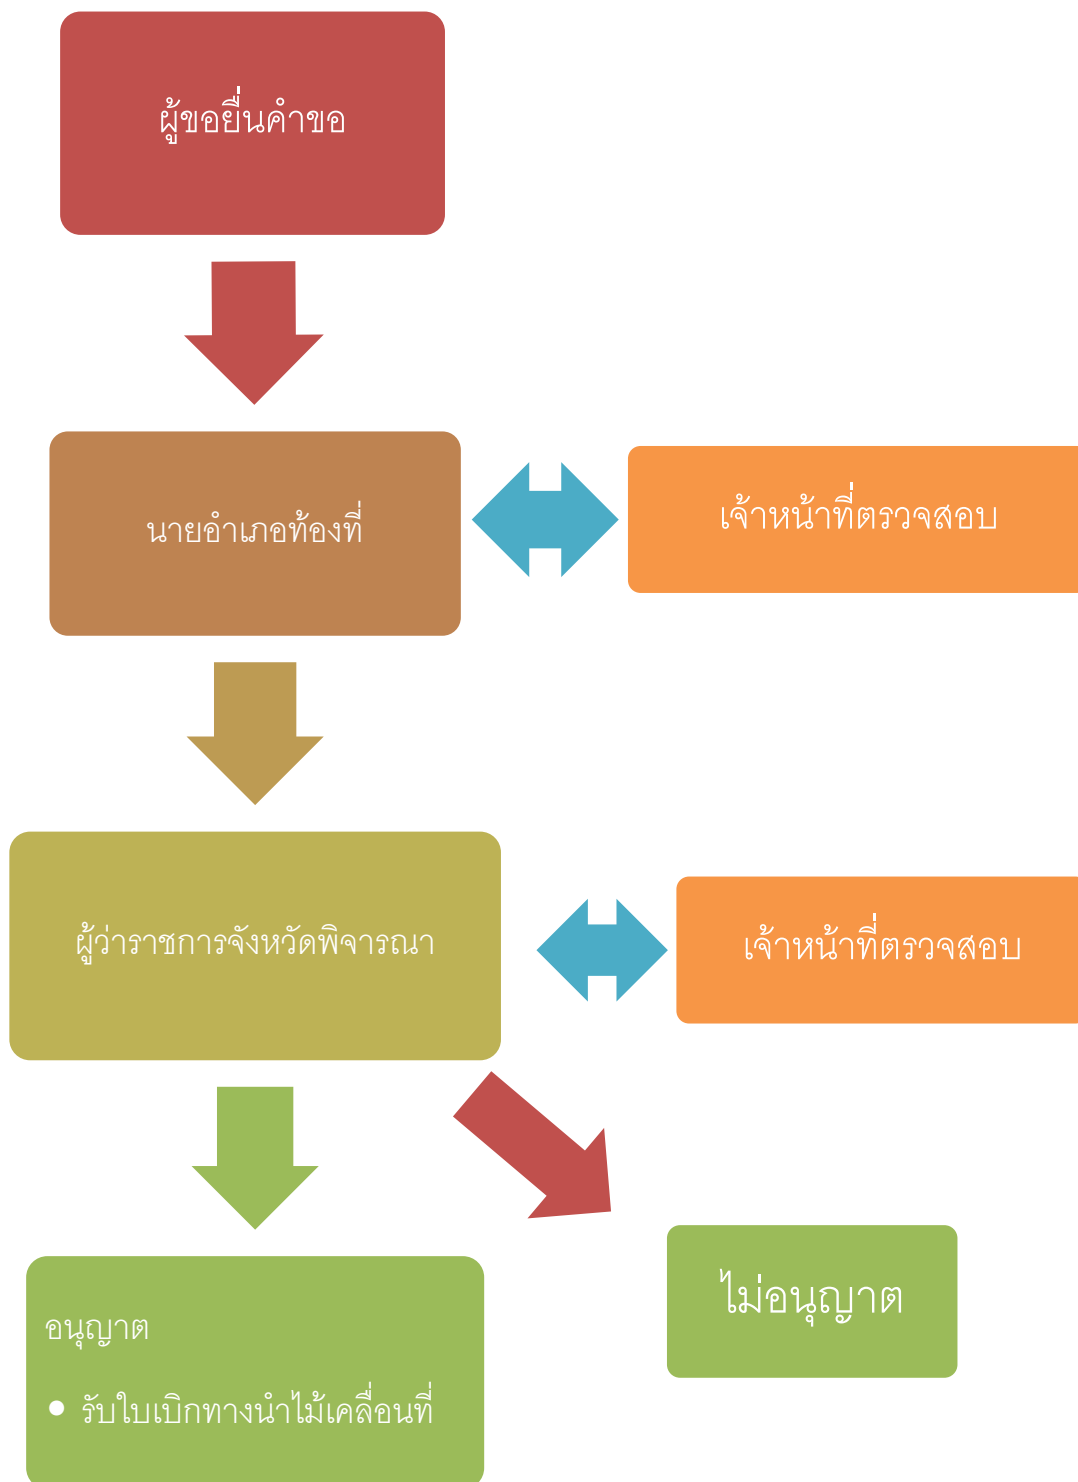 ผู้ขอยื่นคำขอ
นายอำเภอท้องที่
เจ้าหน้าที่ตรวจสอบ
ผู้ว่าราชการจังหวัดพิจารณา
เจ้าหน้าที่ตรวจสอบ
ไม่อนุญาต
อนุญาต
• รับใบเบิกทางนำไม้เคลื่อนที่